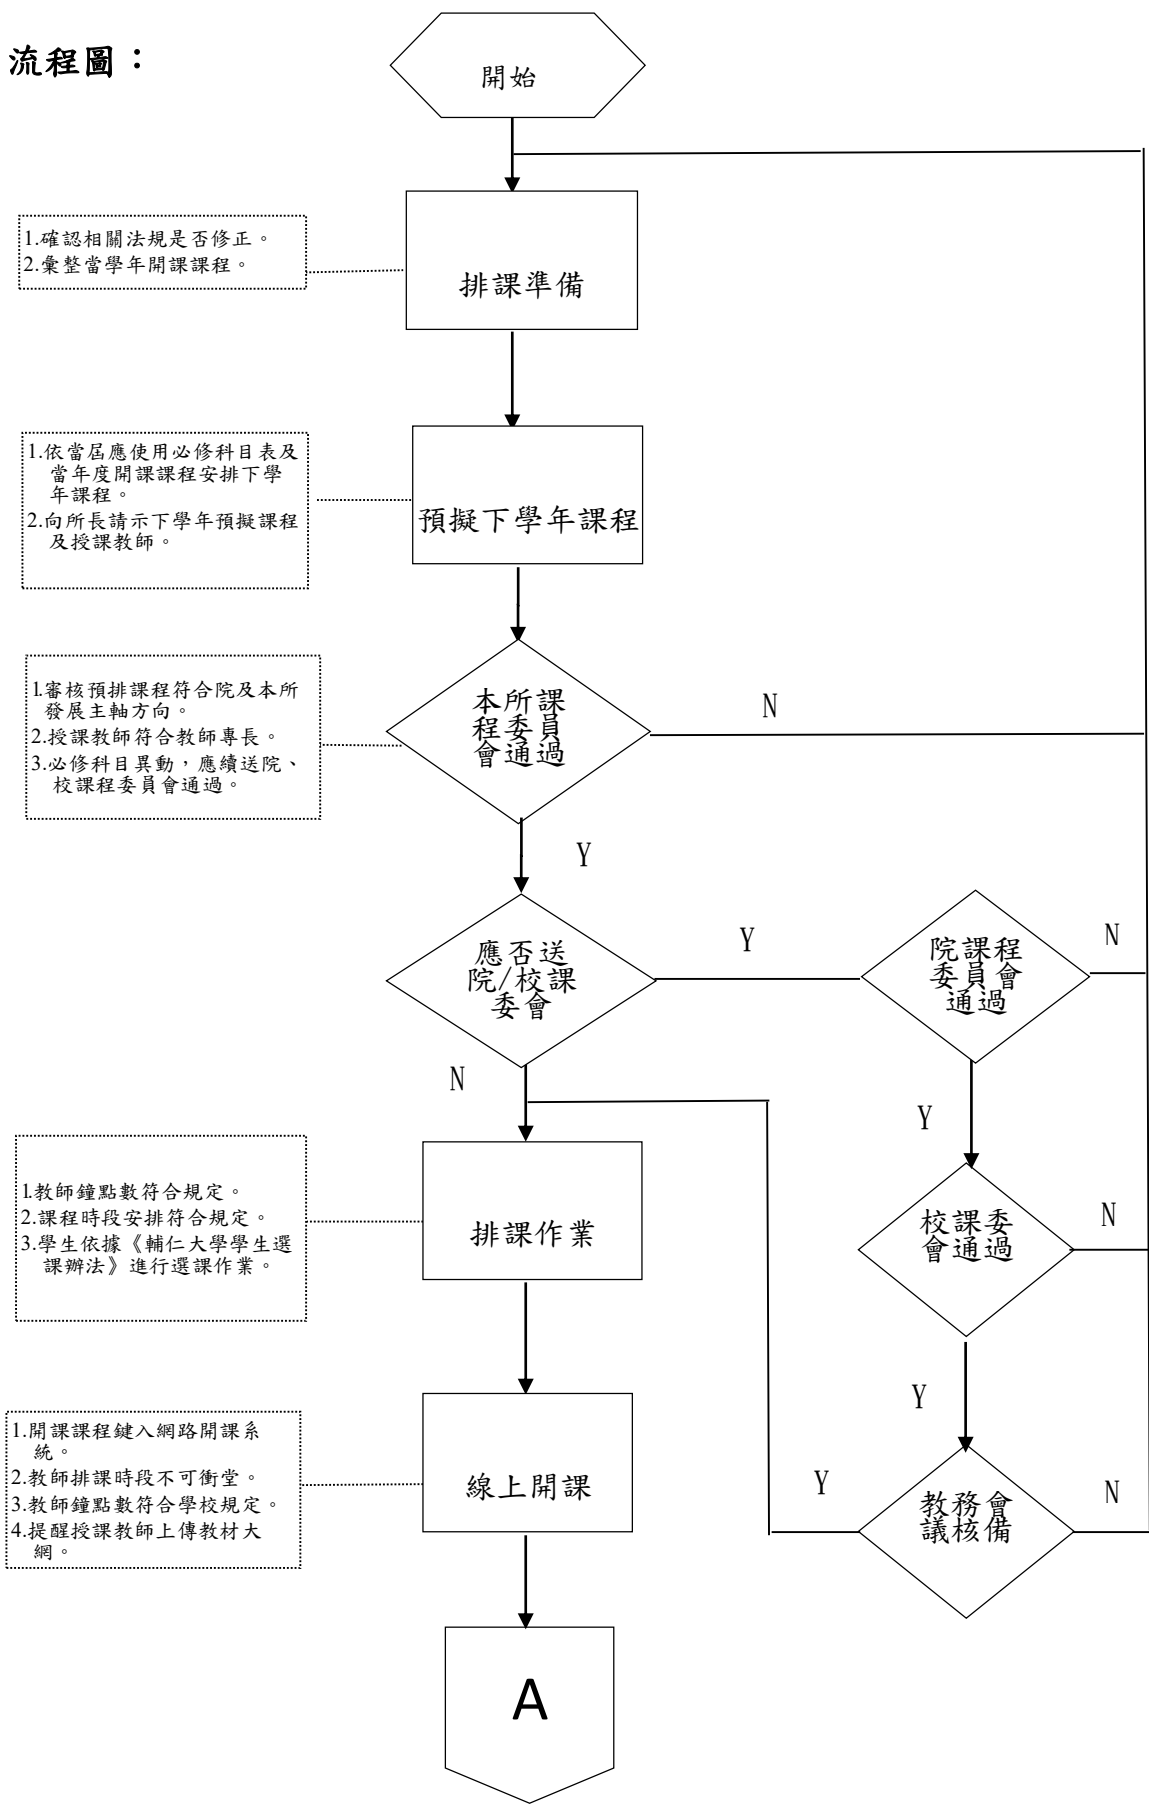 流程圖：
開始
1.確認相關法規是否修正。
2.彙整當學年開課課程。
排課準備
1.依當屆應使用必修科目表及
當年度開課課程安排下學
年課程。
2.向所長請示下學年預擬課程
及授課教師。
預擬下學年課程
1.審核預排課程符合院及本所
發展主軸方向。
2.授課教師符合教師專長。
3.必修科目異動，應續送院、
校課程委員會通過。
本所課
程委員
會通過
N
Y
應否送
院/校課
委會
Y
院課程
委員會
通過
N
N
Y
1.教師鐘點數符合規定。
2.課程時段安排符合規定。
3.學生依據《輔仁大學學生選
課辦法》進行選課作業。
排課作業
校課委
會通過
N
Y
1.開課課程鍵入網路開課系
統。
2.教師排課時段不可衝堂。
3.教師鐘點數符合學校規定。
4.提醒授課教師上傳教材大
網。
線上開課
Y
教務會
議核備
N
A